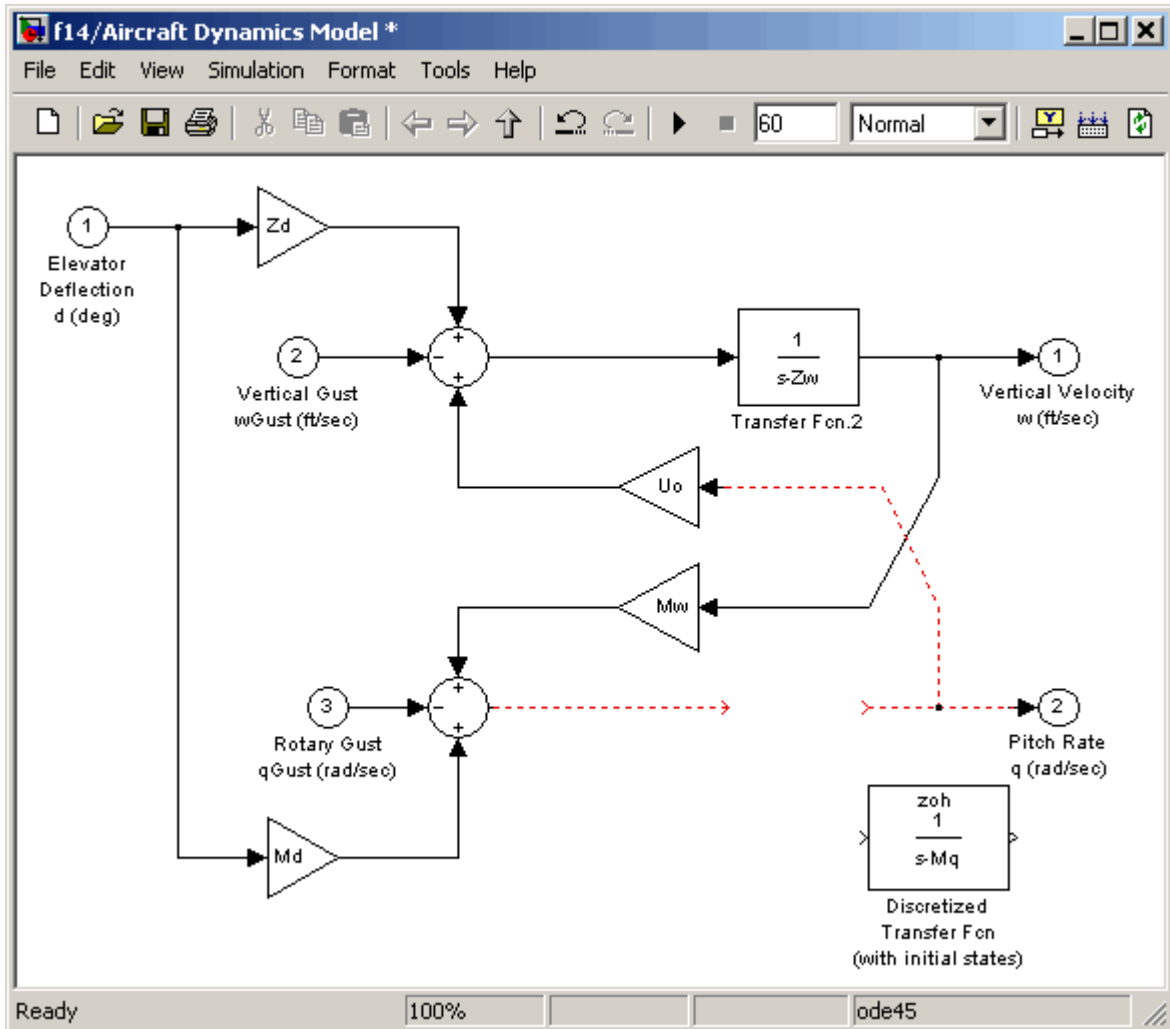 f14/Aircraft Dynamics Model *
File Edit View Simulation Format Tools Help
60 Normal
1
Zd
Elevator
Deflection
d (deg)
2
Vertical Gust
wGust (ft/sec)
+
-
+
1
s-Zw
Transfer Fcn.2
1
Vertical Velocity
w (ft/sec)
Uo
Mw
3
Rotary Gust
qGust (rad/sec)
+
-
+
2
Pitch Rate
q (rad/sec)
Md
zoh
1
s-Mq
Discretized
Transfer Fcn
(with initial states)
Ready 100% ode45